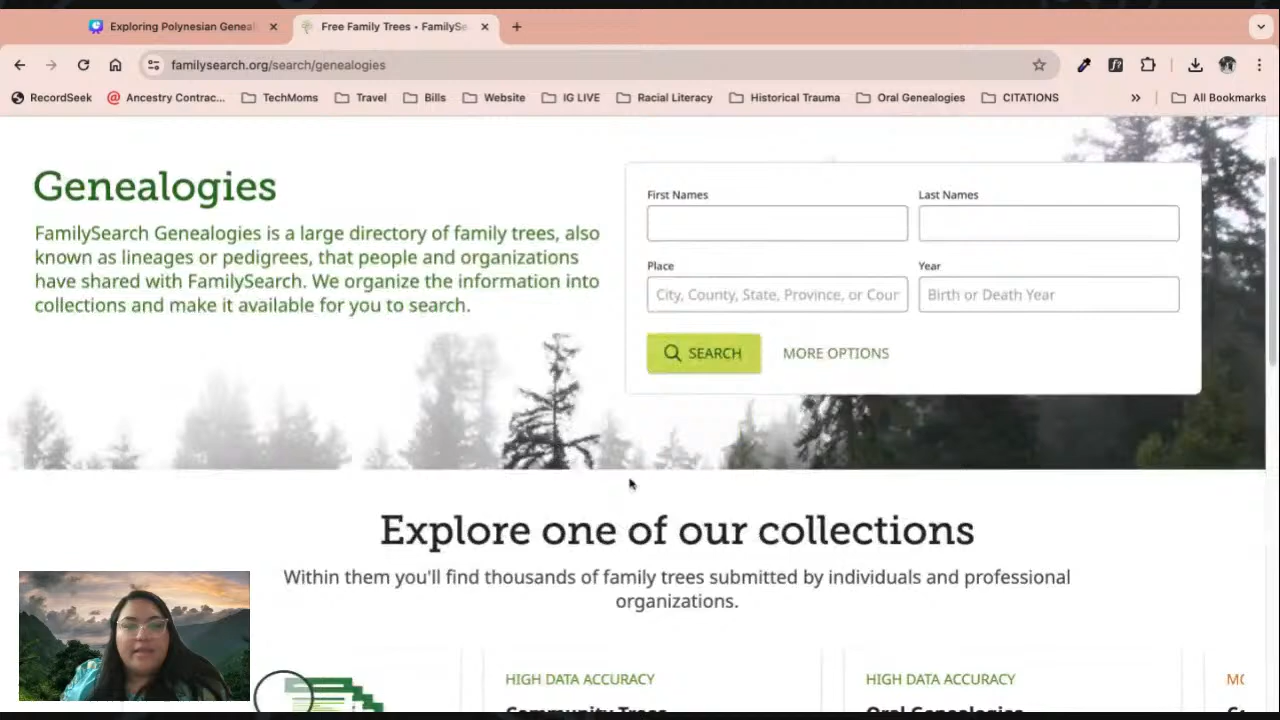 Exploring Polynesian Geneal
Free Family Trees • FamilySe
familysearch.org/search/genealogies
RecordSeek
Ancestry Contrac...
TechMoms
Travel
Bills
Website
IG LIVE
Racial Literacy
Historical Trauma
Oral Genealogies
CITATIONS
All Bookmarks
Genealogies
FamilySearch Genealogies is a large directory of family trees, also
known as lineages or pedigrees, that people and organizations
have shared with FamilySearch. We organize the information into
collections and make it available for you to search.
First Names
Last Names
Place
Year
City, County, State, Province, or Cour
Birth or Death Year
SEARCH
MORE OPTIONS
Explore one of our collections
Within them you'll find thousands of family trees submitted by individuals and professional
organizations.
HIGH DATA ACCURACY
Community Trees
HIGH DATA ACCURACY
Oral Genealogies